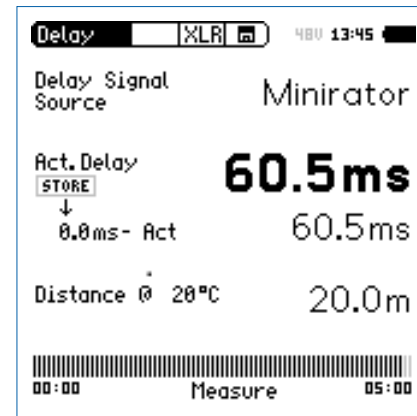 Delay XLR 48V 13:45
Delay Signal
Source
Minirator
Act.Delay
60.5ms
STORE
0.0ms- Act
60.5ms
Distance @ 20°C
20.0m
00:00 Measure 05:00